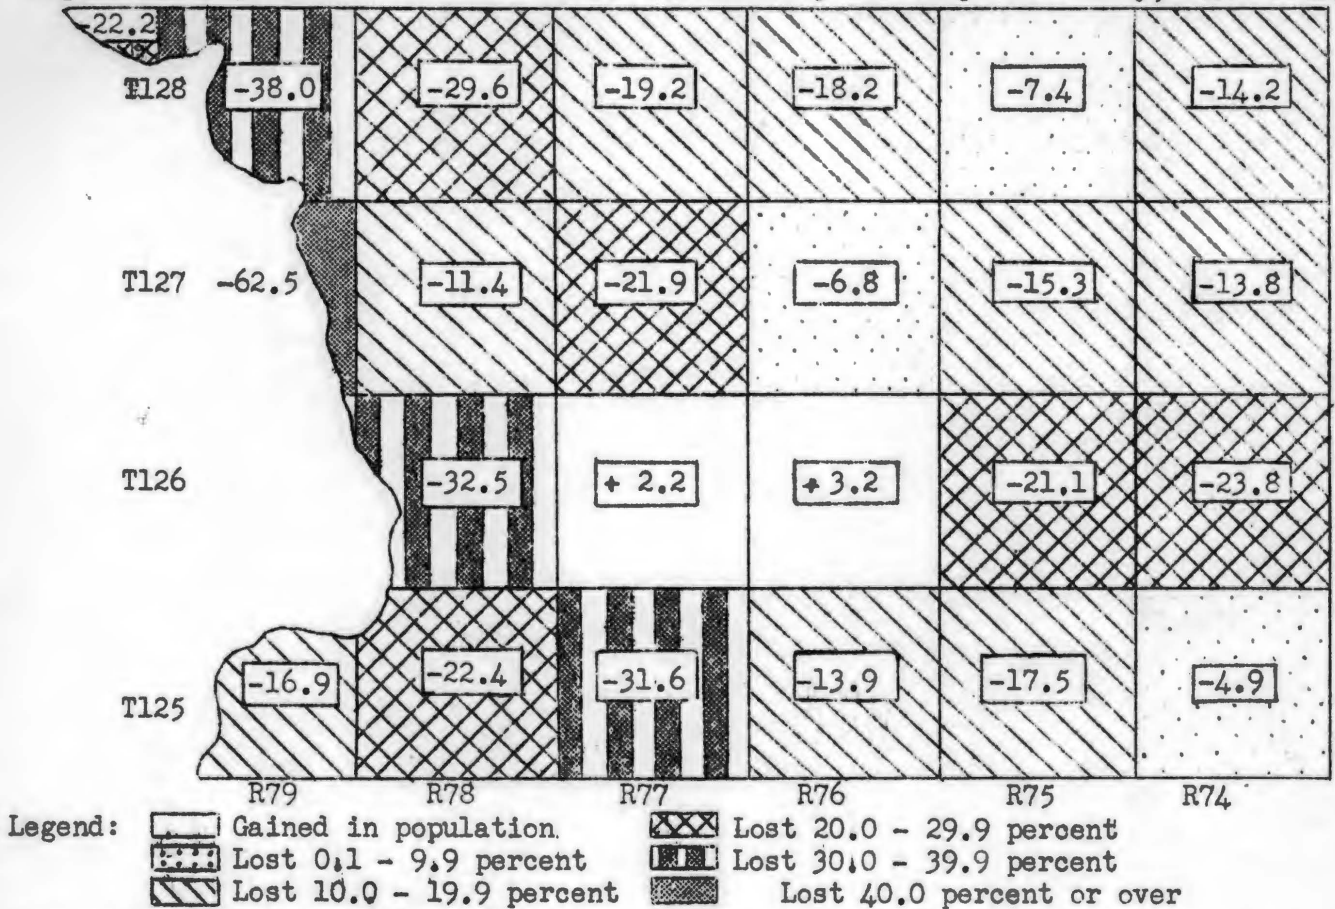 -22.2
T128 -38.0 -29.6 -19.2 -18.2 -7.4 -14.2
T127 -62.5 -11.4 -21.9 -6.8 -15.3 -13.8
T126 -32.5 + 2.2 + 3.2 -21.1 -23.8
T125 -16.9 -22.4 -31.6 -13.9 -17.5 -4.9
R79 R78 R77 R76 R75 R74
Legend: Gained in population. Lost 20.0 - 29.9 percent
Lost 0.1 - 9.9 percent Lost 30.0 - 39.9 percent
Lost 10.0 - 19.9 percent Lost 40.0 percent or over